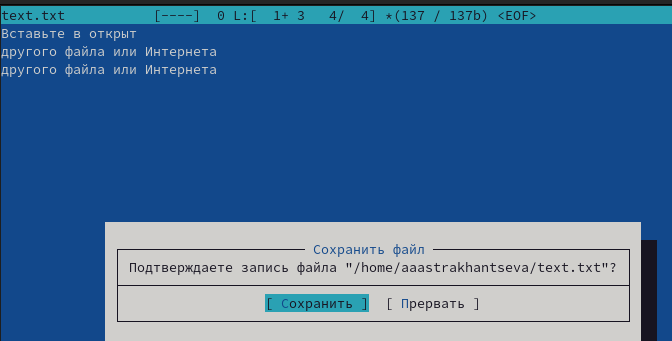 text.txt [----] 0 L:[ 1+ 3 4/ 4] *(137 / 137b) <EOF>
Вставьте в открыт
другого файла или Интернета
другого файла или Интернета
Сохранить файл
Подтверждаете запись файла "/home/aaastrakhantseva/text.txt"?
[ Сохранить ] [ Прервать ]